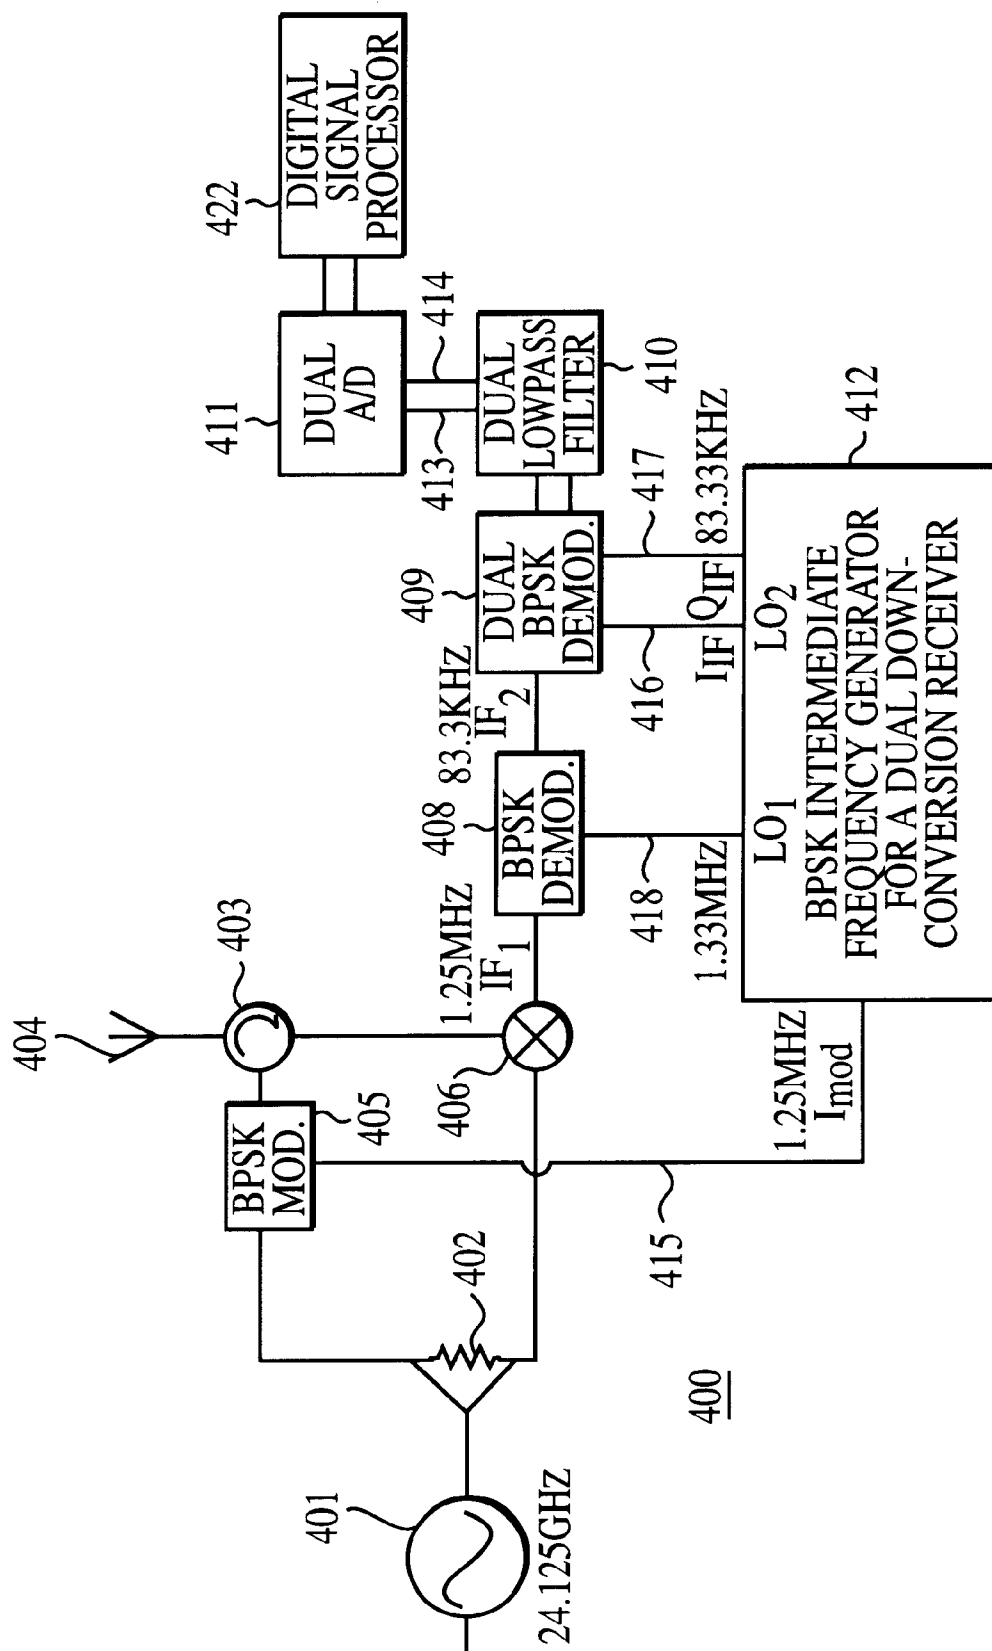 404
403
BPSK
MOD.
405
401
24.125GHZ
402
406
1.25MHZ
IF1
408
BPSK
DEMOD.
83.3KHZ
IF2
409
DUAL
BPSK
DEMOD.
DUAL
LOWPASS
FILTER
410
413
414
411
DUAL
A/D
422
DIGITAL
SIGNAL
PROCESSOR
415
1.25MHZ
Imod
418
1.33MHZ
416
IIF
QIF
417
83.33KHZ
412
LO1
LO2
BPSK INTERMEDIATE
FREQUENCY GENERATOR
FOR A DUAL DOWN-
CONVERSION RECEIVER
400